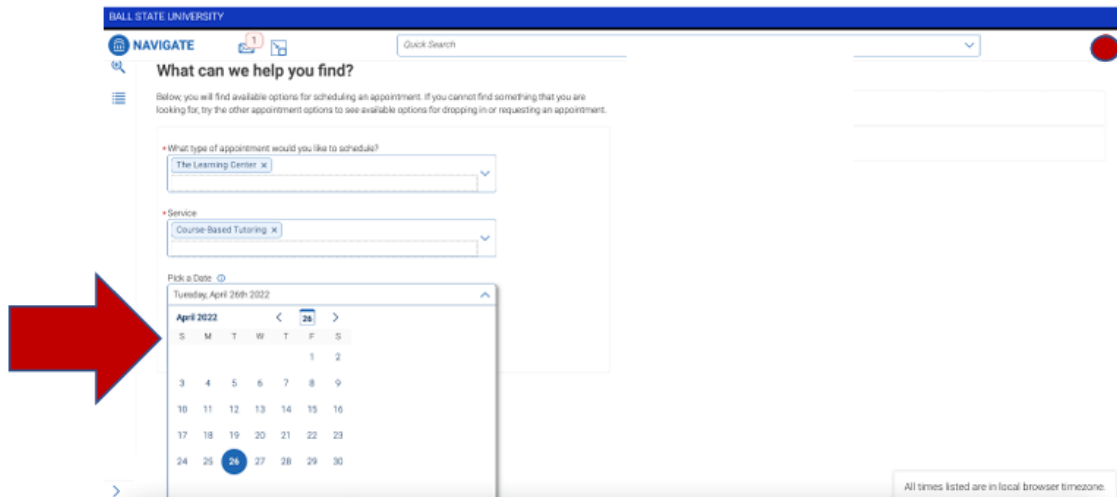 BALL STATE UNIVERSITY
NAVIGATE
1
Quick Search
What can we help you find?
Below, you will find available options for scheduling an appointment. If you cannot find something that you are
looking for, try the other appointment options to see available options for dropping in or requesting an appointment.
* What type of appointment would you like to schedule?
The Learning Center ×
* Service
Course-Based Tutoring ×
Pick a Date
Tuesday, April 26th 2022
April 2022 < 26 >
S M T W T F S
1 2
3 4 5 6 7 8 9
10 11 12 13 14 15 16
17 18 19 20 21 22 23
24 25 26 27 28 29 30
All times listed are in local browser timezone.